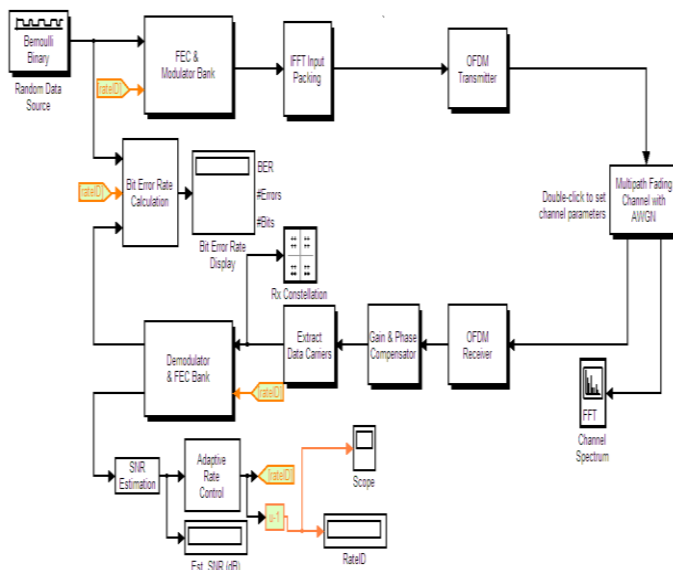 Bernoulli
Binary
Random Data
Source
[rateID]
FEC &
Modulator Bank
IFFT Input
Packing
OFDM
Transmitter
Multipath Fading
Channel with
AWGN
Double-click to set
channel parameters
[rateID]
Bit Error Rate
Calculation
BER
#Errors
#Bits
Bit Error Rate
Display
Rx Constellation
Demodulator
& FEC Bank
[rateID]
Extract
Data Carriers
Gain & Phase
Compensator
OFDM
Receiver
FFT
Channel
Spectrum
SNR
Estimation
Adaptive
Rate
Control
[rateID]
u-1
Scope
RateID
Est. SNR (dB)